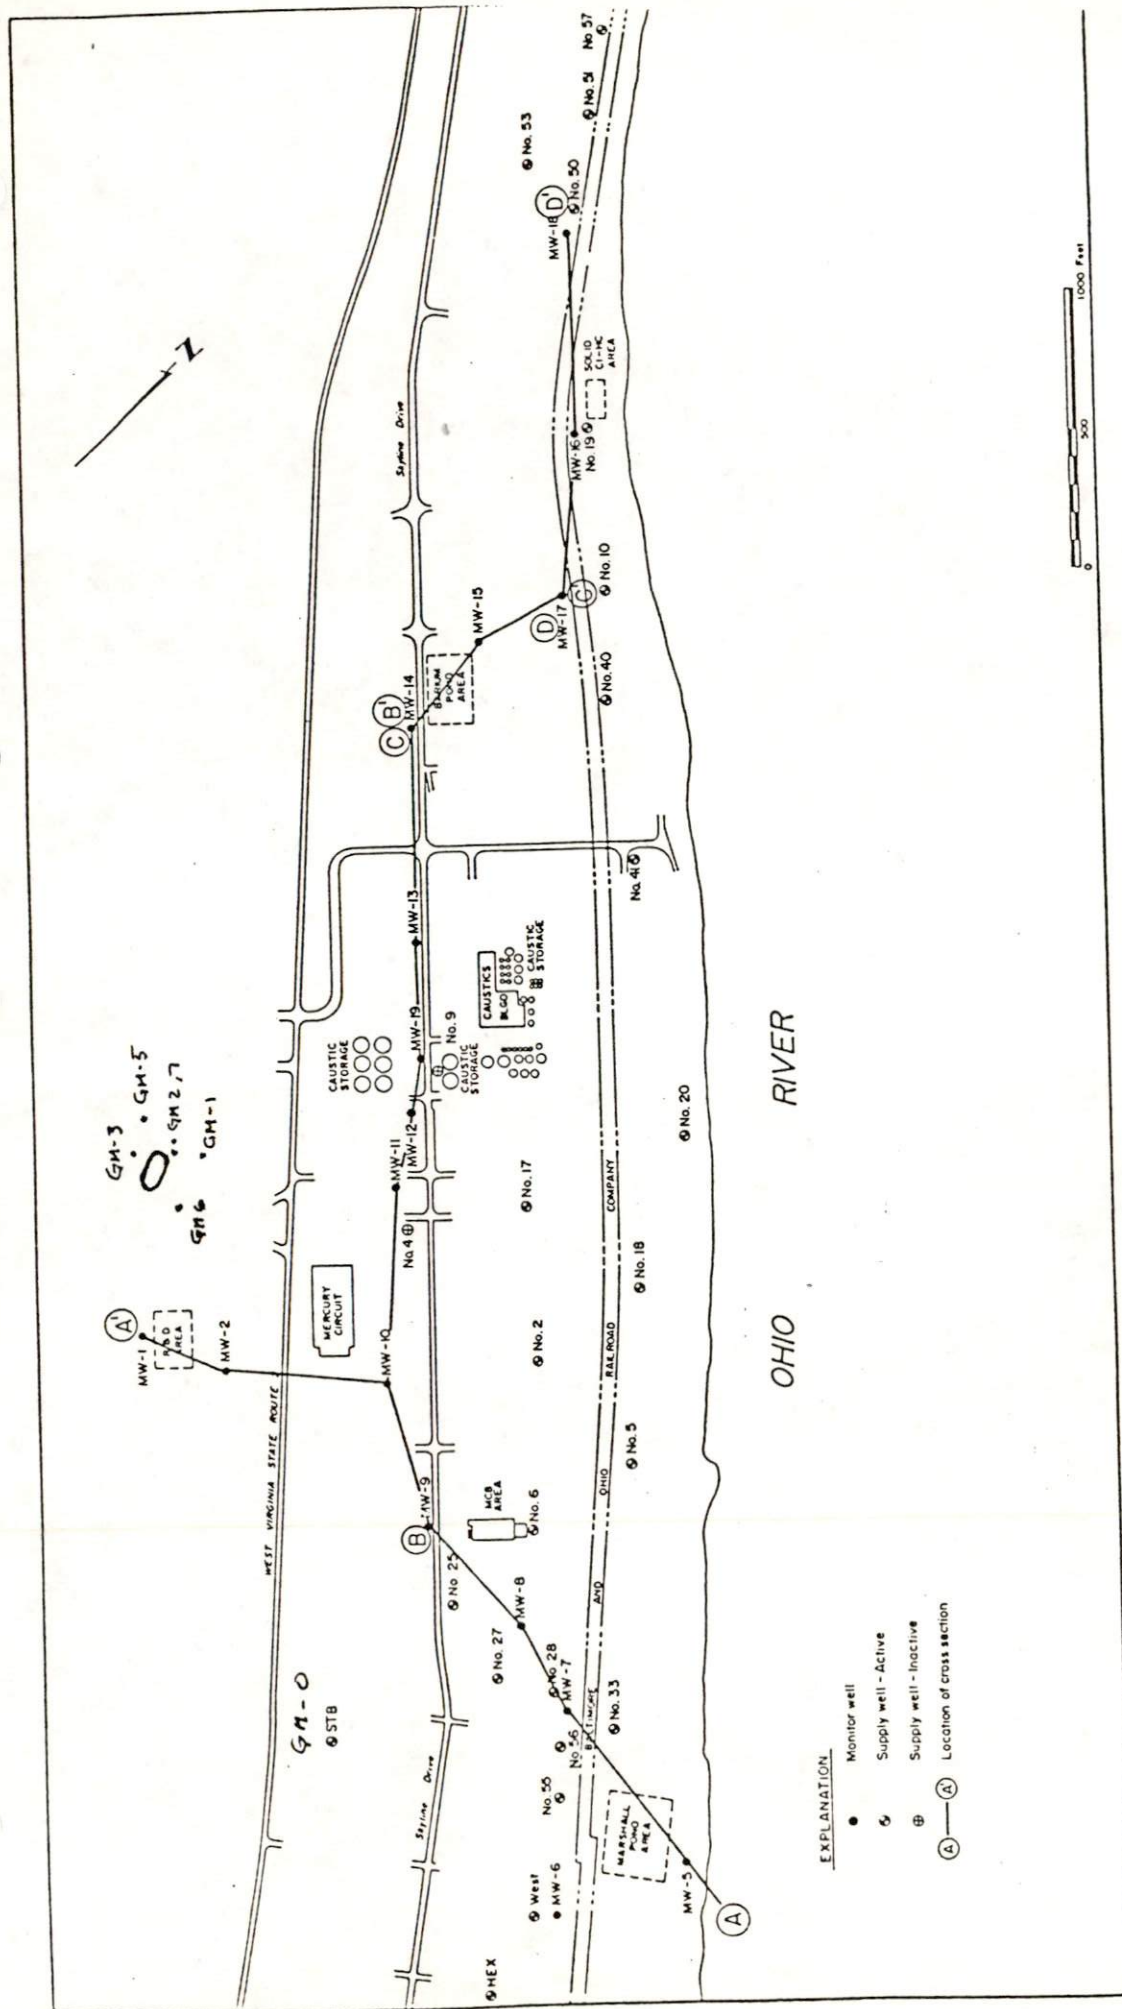 GM-3
GM-5
GM 2,7
GM-1
GM6
GM-0
STB
A'
MW-1
R&D
AREA
MW-2
WEST VIRGINIA STATE ROUTE 2
MERCURY
CIRCUIT
CAUSTIC
STORAGE
Skyline Drive
Skyline Drive
No. 25
B
MW-9
MW-10
No. 4
MW-11
MW-12
MW-19
No. 9
CAUSTIC
STORAGE
MW-13
C
B'
MW-14
BARIUM
POND
AREA
MW-15
HEX
West
MW-6
No. 55
No. 56
No. 27
No. 28
MW-7
MW-8
MCB
AREA
No. 6
No. 2
No. 17
CAUSTICS
BLGD
CAUSTIC
STORAGE
D
MW-17
C'
No. 10
No. 40
No. 41
MW-16
No. 19
SOLID
Cl-HC
AREA
MW-18
D'
No. 50
No. 53
No. 51
No 57
BALTIMORE AND OHIO RAILROAD COMPANY
MARSHALL
POND
AREA
No. 33
No. 5
No. 18
No. 20
MW-5
A
OHIO RIVER
N
EXPLANATION
Monitor well
Supply well - Active
Supply well - Inactive
A A' Location of cross section
0 500 1000 Feet